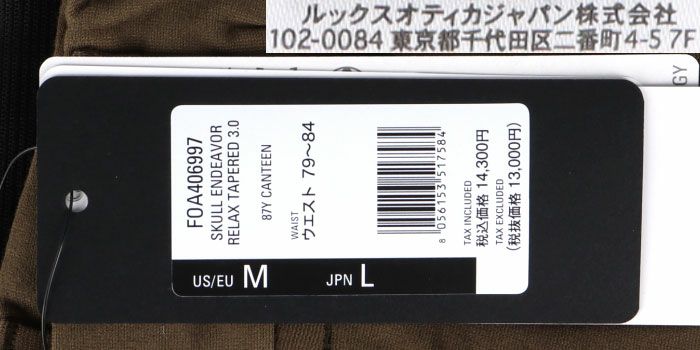 ルックスオティカジャパン株式会社
102-0084 東京都千代田区二番町4-5 7F
GY
FOA406997
SKULL ENDEAVOR
RELAX TAPERED 3.0
87Y CANTEEN
WAIST
ウエスト 79～84
8 056153 517584
TAX INCLUDED
税込価格 14,300円
TAX EXCLUDED
(税抜価格 13,000円)
US/EU M
JPN L